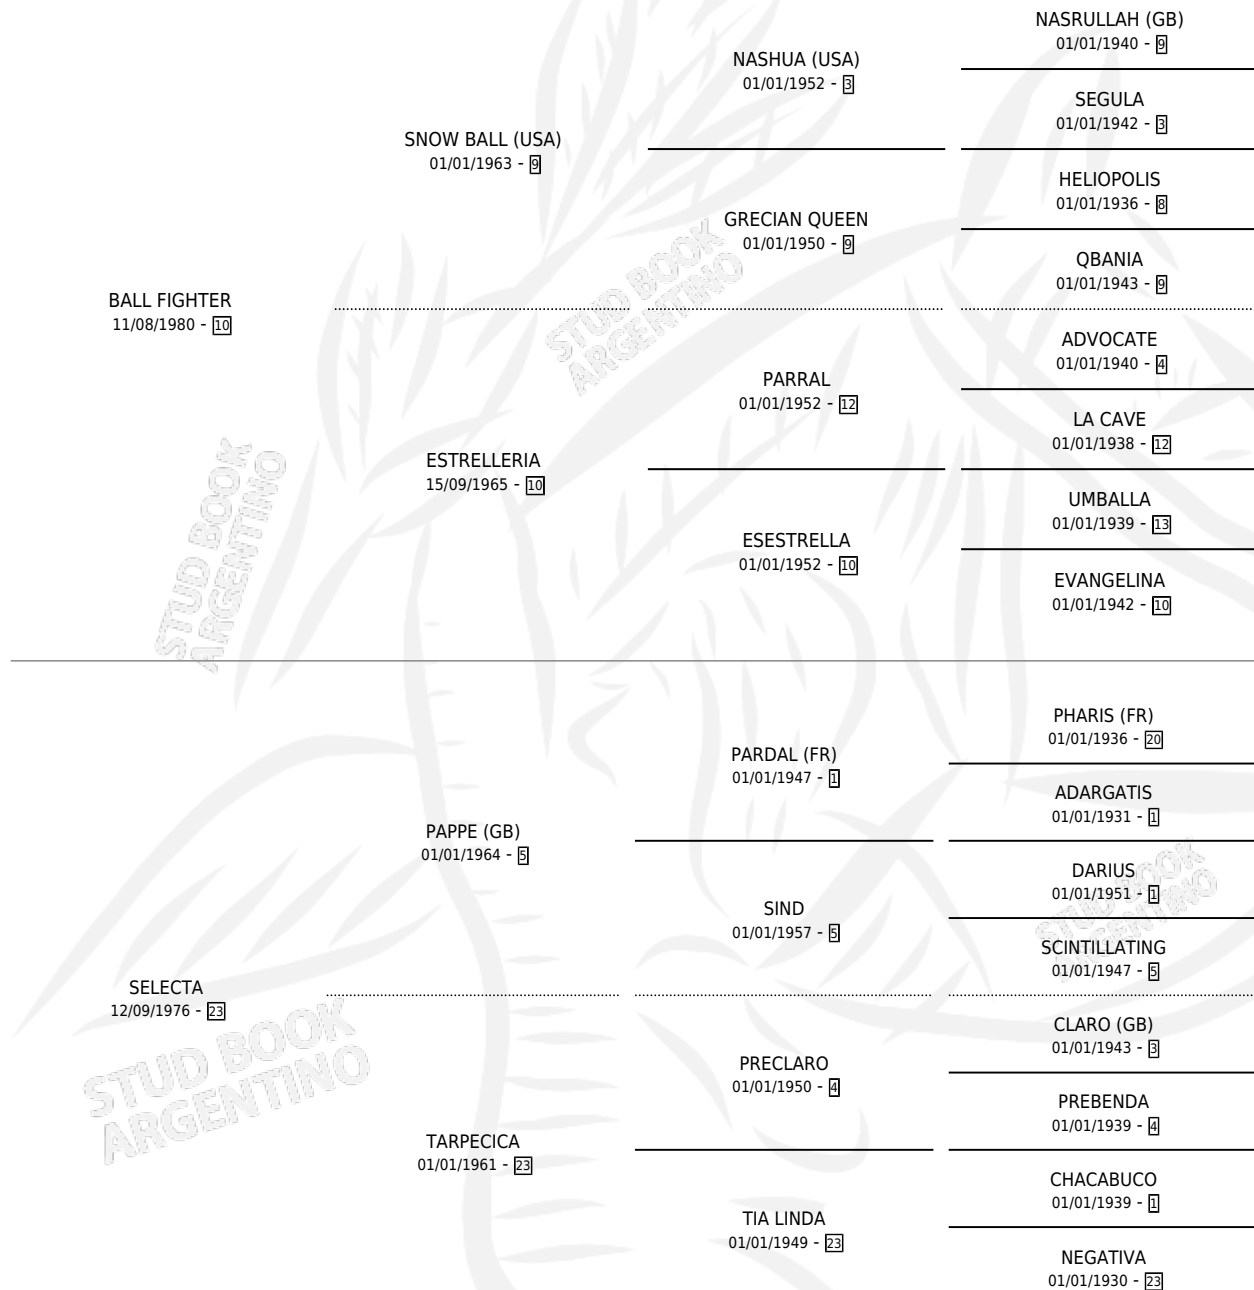 NASRULLAH (GB)
01/01/1940 - 9
NASHUA (USA)
01/01/1952 - 3
SEGULA
01/01/1942 - 3
SNOW BALL (USA)
01/01/1963 - 9
HELIOPOLIS
01/01/1936 - 8
GRECIAN QUEEN
01/01/1950 - 9
QBANIA
01/01/1943 - 9
BALL FIGHTER
11/08/1980 - 10
STUD BOOK
ARGENTINO
ADVOCATE
01/01/1940 - 4
PARRAL
01/01/1952 - 12
LA CAVE
01/01/1938 - 12
ESTRELLERIA
15/09/1965 - 10
UMBALLA
01/01/1939 - 13
ESESTRELLA
01/01/1952 - 10
EVANGELINA
01/01/1942 - 10
STUD BOOK
ARGENTINO
PHARIS (FR)
01/01/1936 - 20
PARDAL (FR)
01/01/1947 - 1
ADARGATIS
01/01/1931 - 1
PAPPE (GB)
01/01/1964 - 5
DARIUS
01/01/1951 - 1
SIND
01/01/1957 - 5
SCINTILLATING
01/01/1947 - 5
STUD BOOK
ARGENTINO
SELECTA
12/09/1976 - 23
STUD BOOK
ARGENTINO
CLARO (GB)
01/01/1943 - 3
PRECLARO
01/01/1950 - 4
PREBENDA
01/01/1939 - 4
TARPECICA
01/01/1961 - 23
CHACABUCO
01/01/1939 - 1
TIA LINDA
01/01/1949 - 23
NEGATIVA
01/01/1930 - 23